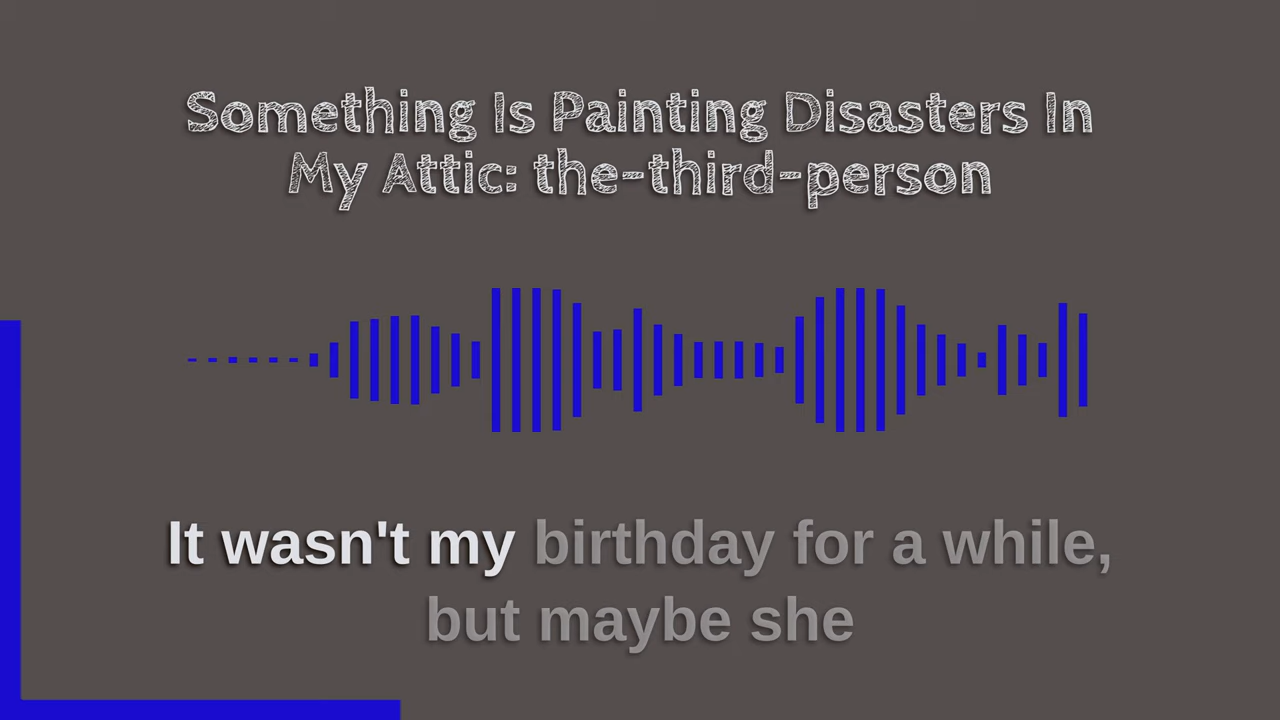 Something Is Painting Disasters In
My Attic: the-third-person
It wasn't my birthday for a while,
but maybe she